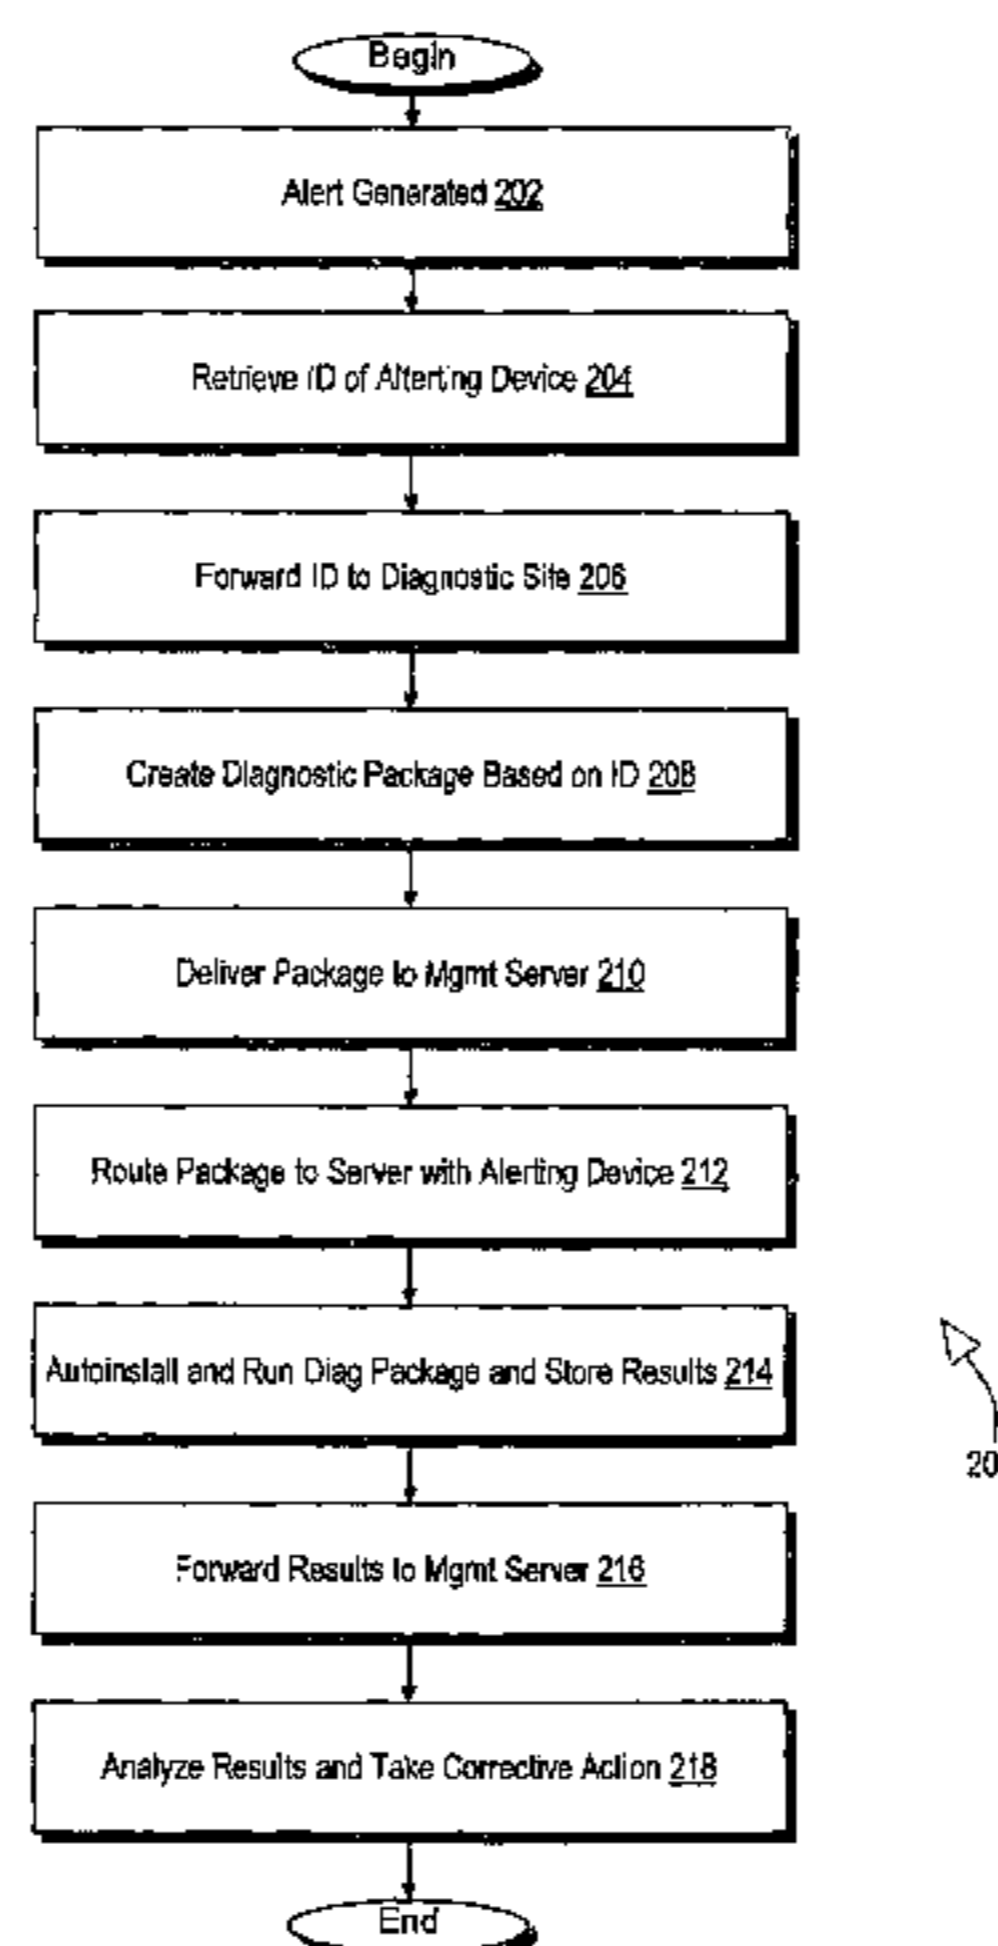 Begin
Alert Generated 202
Retrieve ID of Alterting Device 204
Forward ID to Diagnostic Site 206
Create Diagnostic Package Based on ID 208
Deliver Package to Mgmt Server 210
Route Package to Server with Alerting Device 212
Autoinstall and Run Diag Package and Store Results 214
20
Forward Results to Mgmt Server 216
Analyze Results and Take Corrective Action 218
End